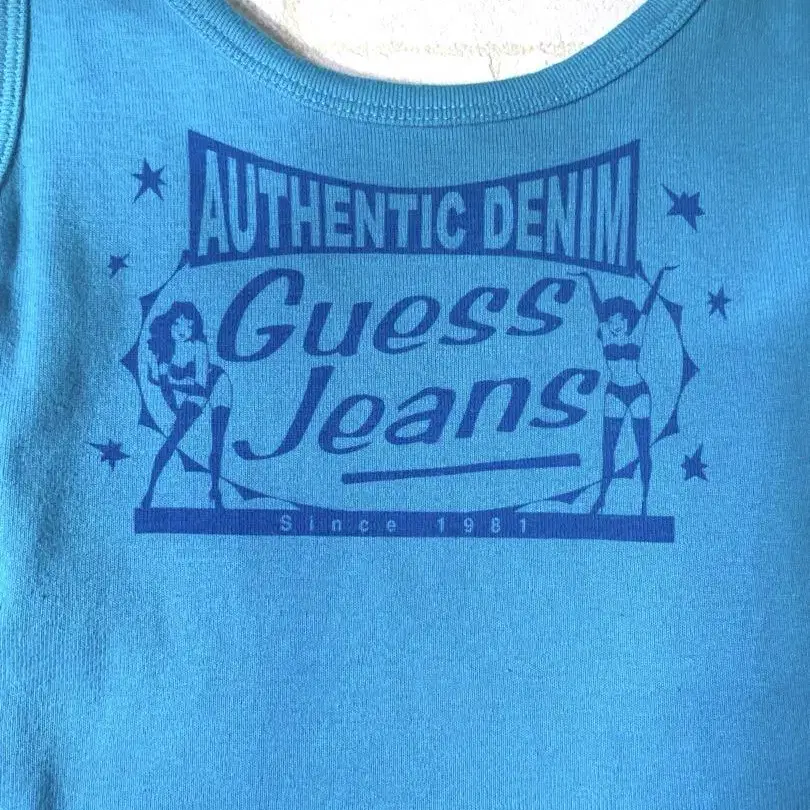 AUTHENTIC DENIM
Guess
Jeans
Since 1981